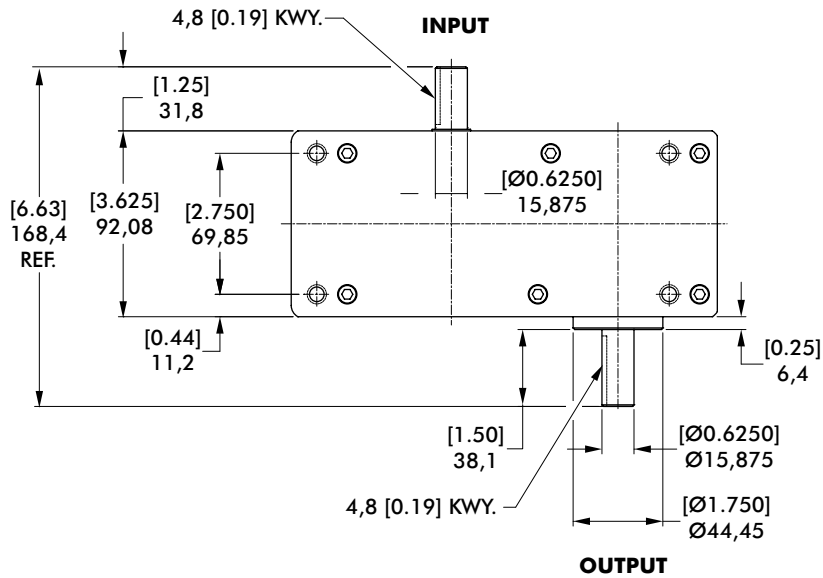 4,8 [0.19] KWY.
INPUT
[1.25]
31,8
[6.63]
168,4
REF.
[3.625]
92,08
[2.750]
69,85
[Ø0.6250]
15,875
[0.44]
11,2
[0.25]
6,4
[1.50]
38,1
[Ø0.6250]
Ø15,875
4,8 [0.19] KWY.
[Ø1.750]
Ø44,45
OUTPUT